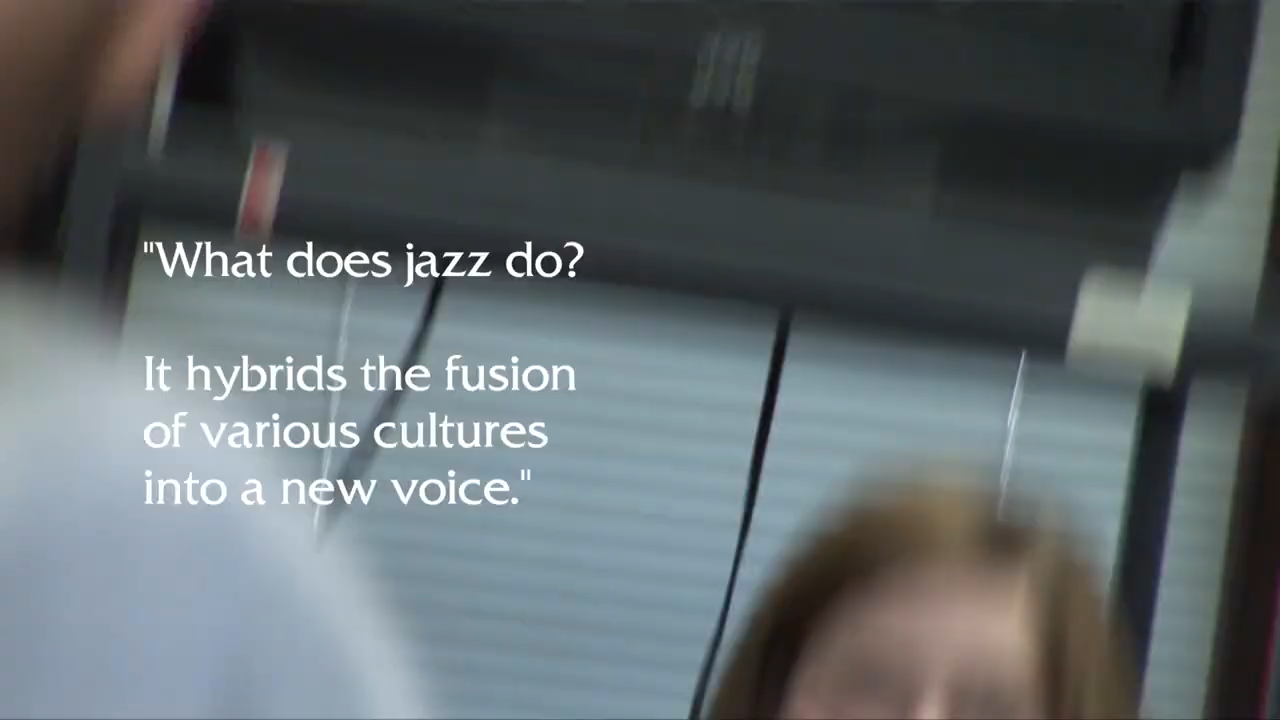 "What does jazz do?
It hybrids the fusion
of various cultures
into a new voice."